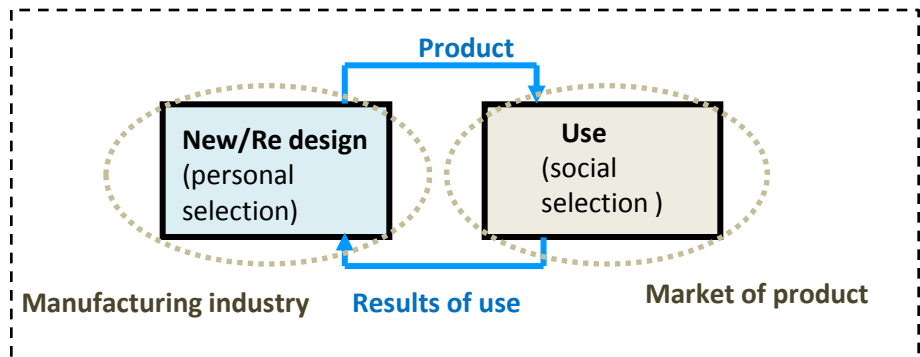 Product
New/Re design
(personal
selection)
Use
(social
selection )
Manufacturing industry
Results of use
Market of product